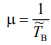 μ = 1 / T̃_B